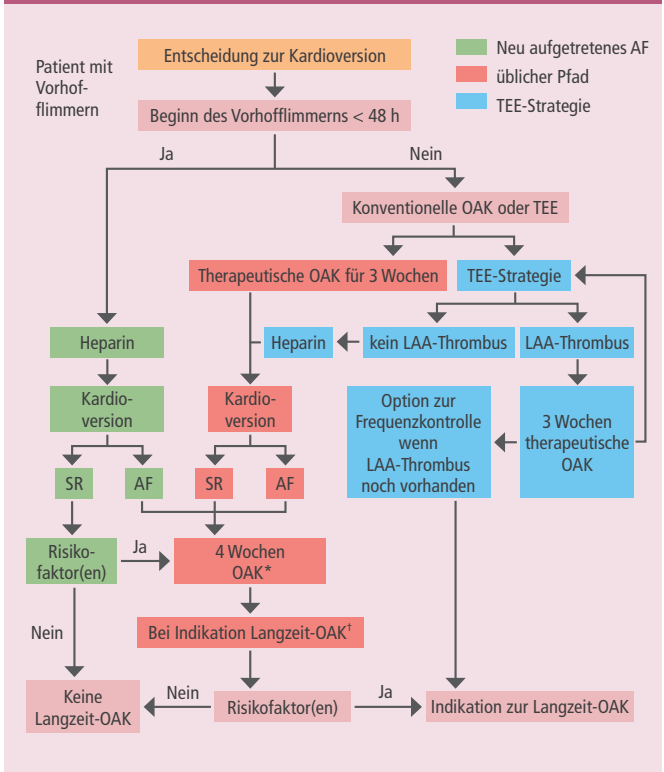 Patient mit
Vorhof-
flimmern
Entscheidung zur Kardioversion
Neu aufgetretenes AF
üblicher Pfad
TEE-Strategie
Beginn des Vorhofflimmerns < 48 h
Ja
Nein
Konventionelle OAK oder TEE
Therapeutische OAK für 3 Wochen
TEE-Strategie
Heparin
Heparin
kein LAA-Thrombus
LAA-Thrombus
Kardio-
version
Kardio-
version
Option zur
Frequenzkontrolle
wenn
LAA-Thrombus
noch vorhanden
3 Wochen
therapeutische
OAK
SR
AF
SR
AF
Risiko-
faktor(en)
Ja
4 Wochen
OAK*
Nein
Bei Indikation Langzeit-OAK†
Keine
Langzeit-OAK
Nein
Risikofaktor(en)
Ja
Indikation zur Langzeit-OAK